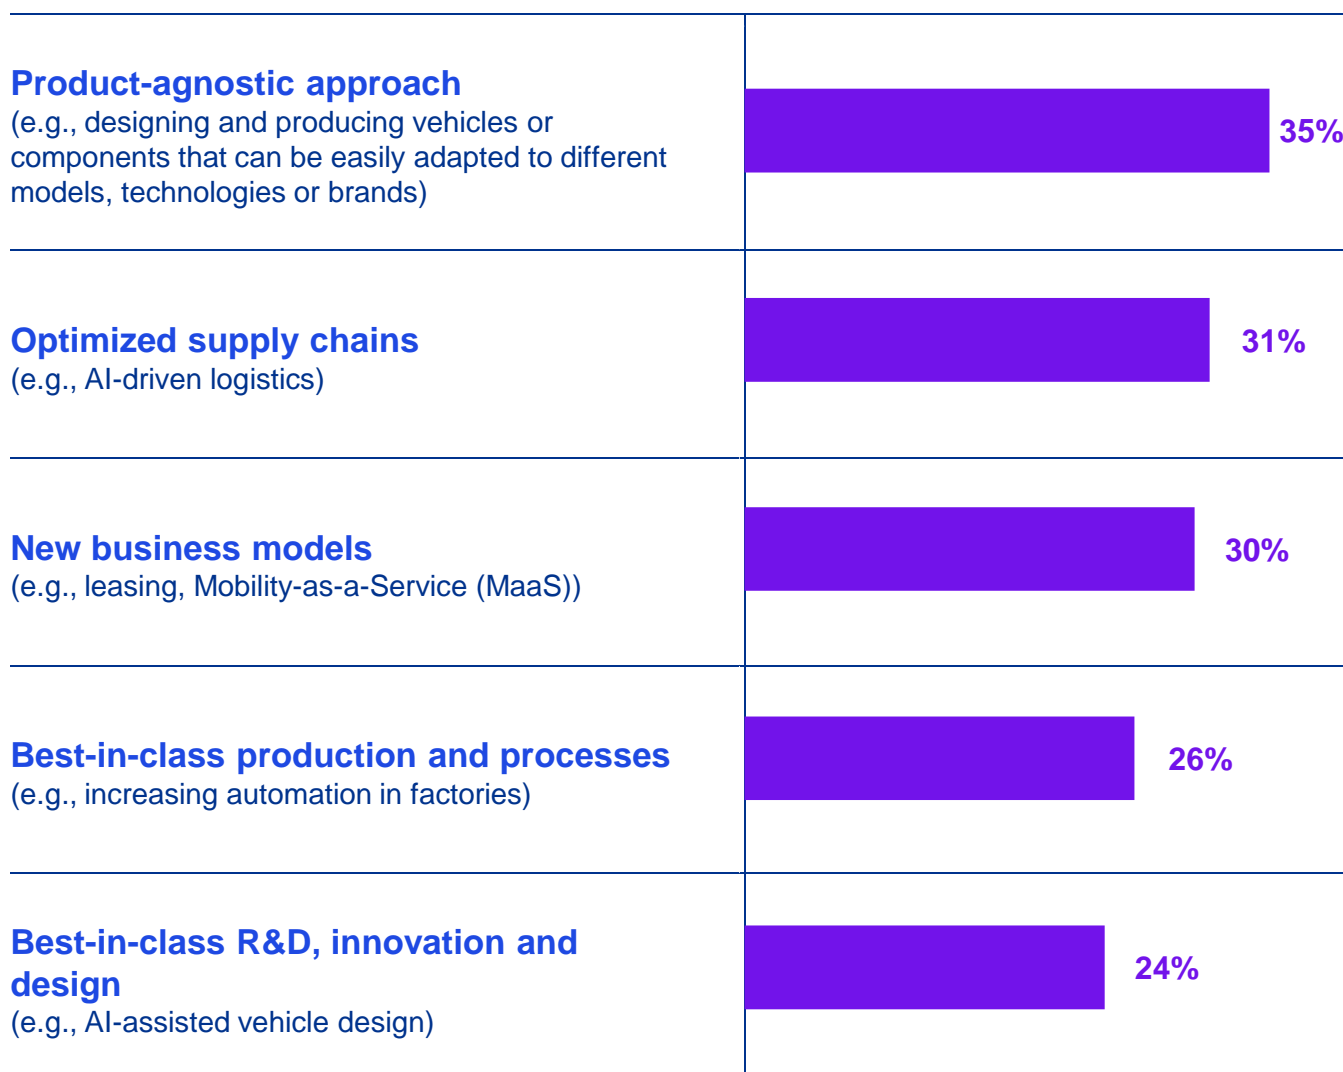 Product-agnostic approach
(e.g., designing and producing vehicles or
components that can be easily adapted to different
models, technologies or brands)
35%
Optimized supply chains
(e.g., AI-driven logistics)
31%
New business models
(e.g., leasing, Mobility-as-a-Service (MaaS))
30%
Best-in-class production and processes
(e.g., increasing automation in factories)
26%
Best-in-class R&D, innovation and
design
(e.g., AI-assisted vehicle design)
24%